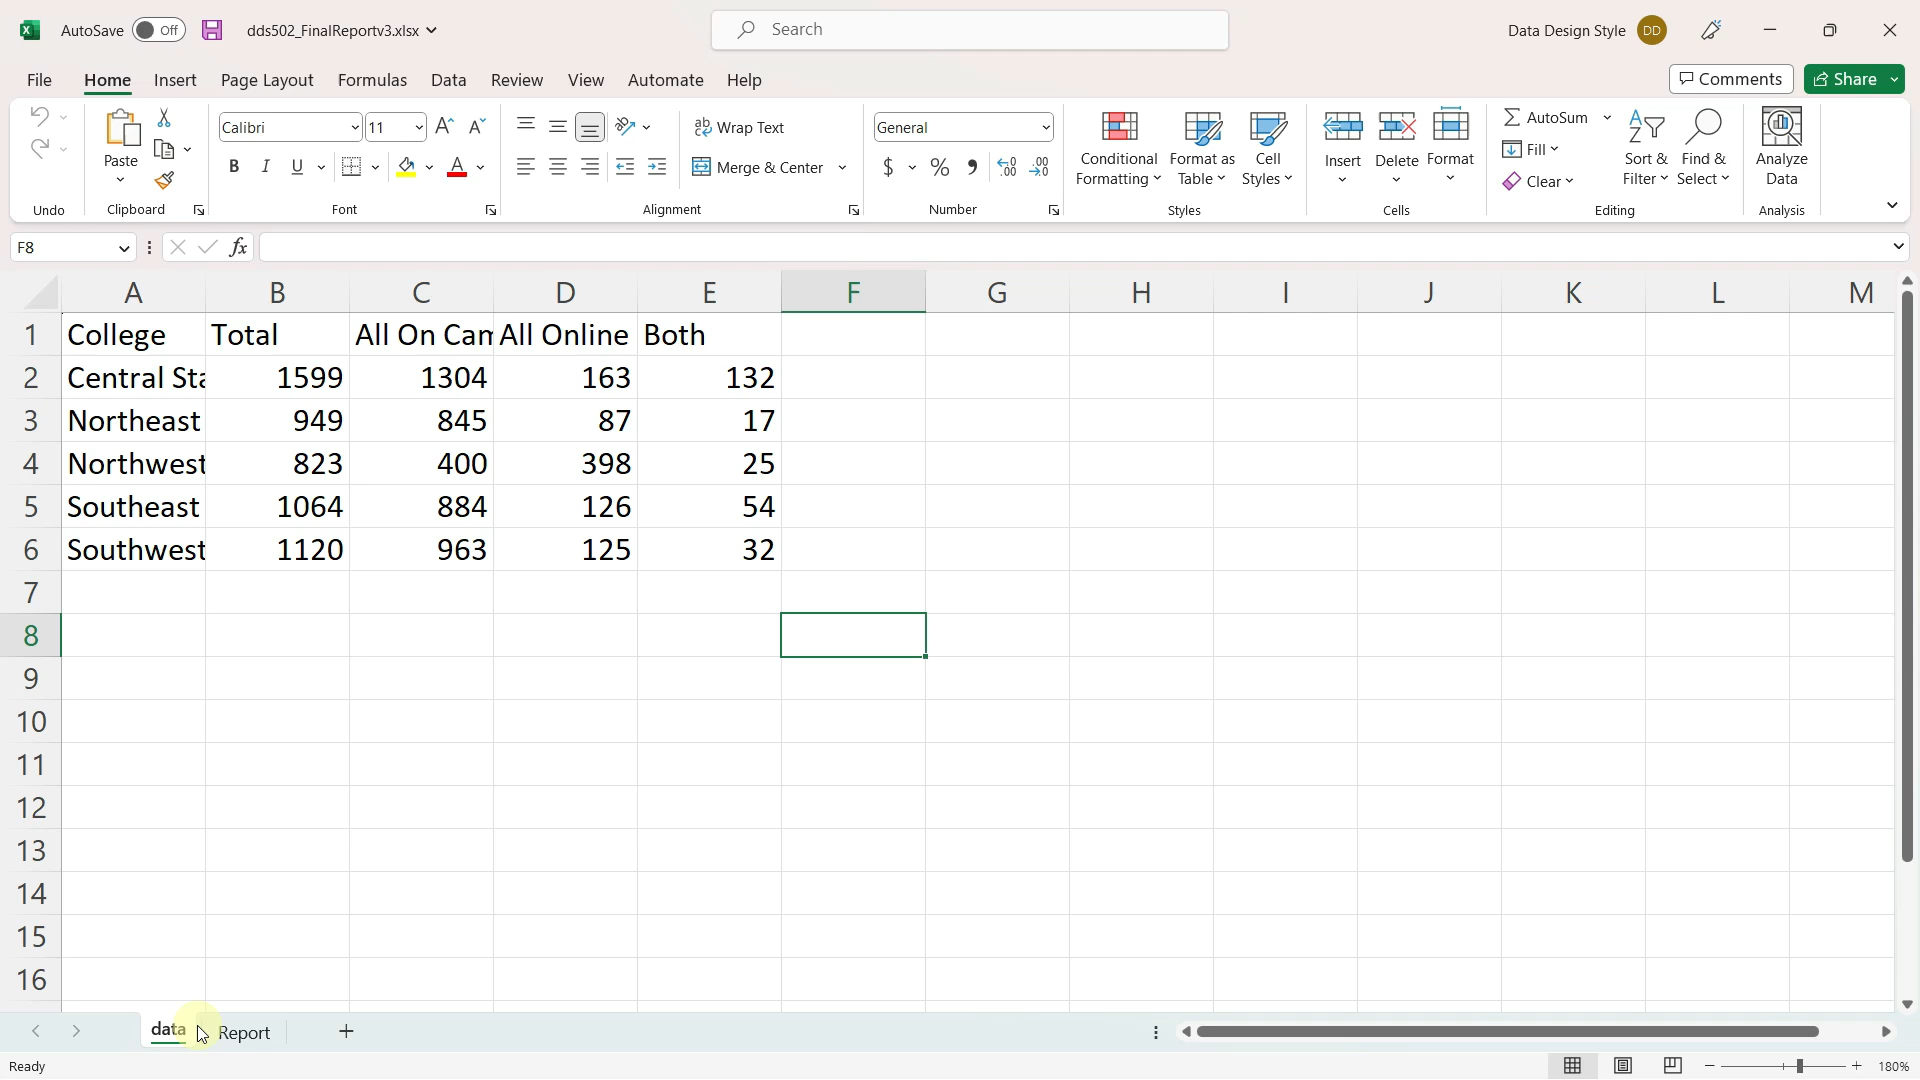 AutoSave Off dds502_FinalReportv3.xlsx Search Data Design Style DD
File Home Insert Page Layout Formulas Data Review View Automate Help Comments Share
Paste
Undo
Clipboard
Calibri 11
B I U A
Font
ab Wrap Text
Merge & Center
Alignment
General
$ % ,
Number
Conditional Formatting
Format as Table
Cell Styles
Styles
Insert Delete Format
Cells
AutoSum
Fill
Clear
Sort & Filter
Find & Select
Editing
Analyze Data
Analysis
F8 fx
A B C D E F G H I J K L M
1 College Total All On Cam All Online Both
2 Central Sta 1599 1304 163 132
3 Northeast 949 845 87 17
4 Northwest 823 400 398 25
5 Southeast 1064 884 126 54
6 Southwest 1120 963 125 32
7
8
9
10
11
12
13
14
15
16
data Report +
Ready 180%